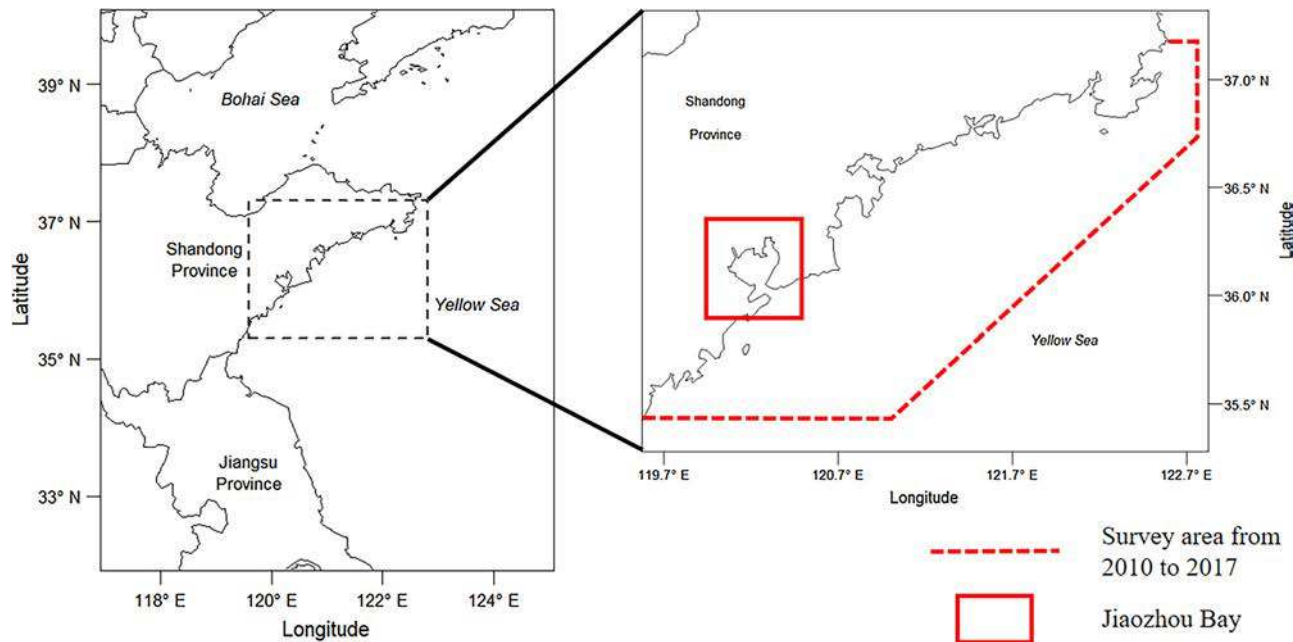 39° N
37° N
35° N
33° N
Latitude
Bohai Sea
Shandong
Province
Yellow Sea
Jiangsu
Province
118° E
120° E
122° E
124° E
Longitude
Shandong
Province
Yellow Sea
37.0° N
36.5° N
36.0° N
35.5° N
Latitude
119.7° E
120.7° E
121.7° E
122.7° E
Longitude
Survey area from
2010 to 2017
Jiaozhou Bay